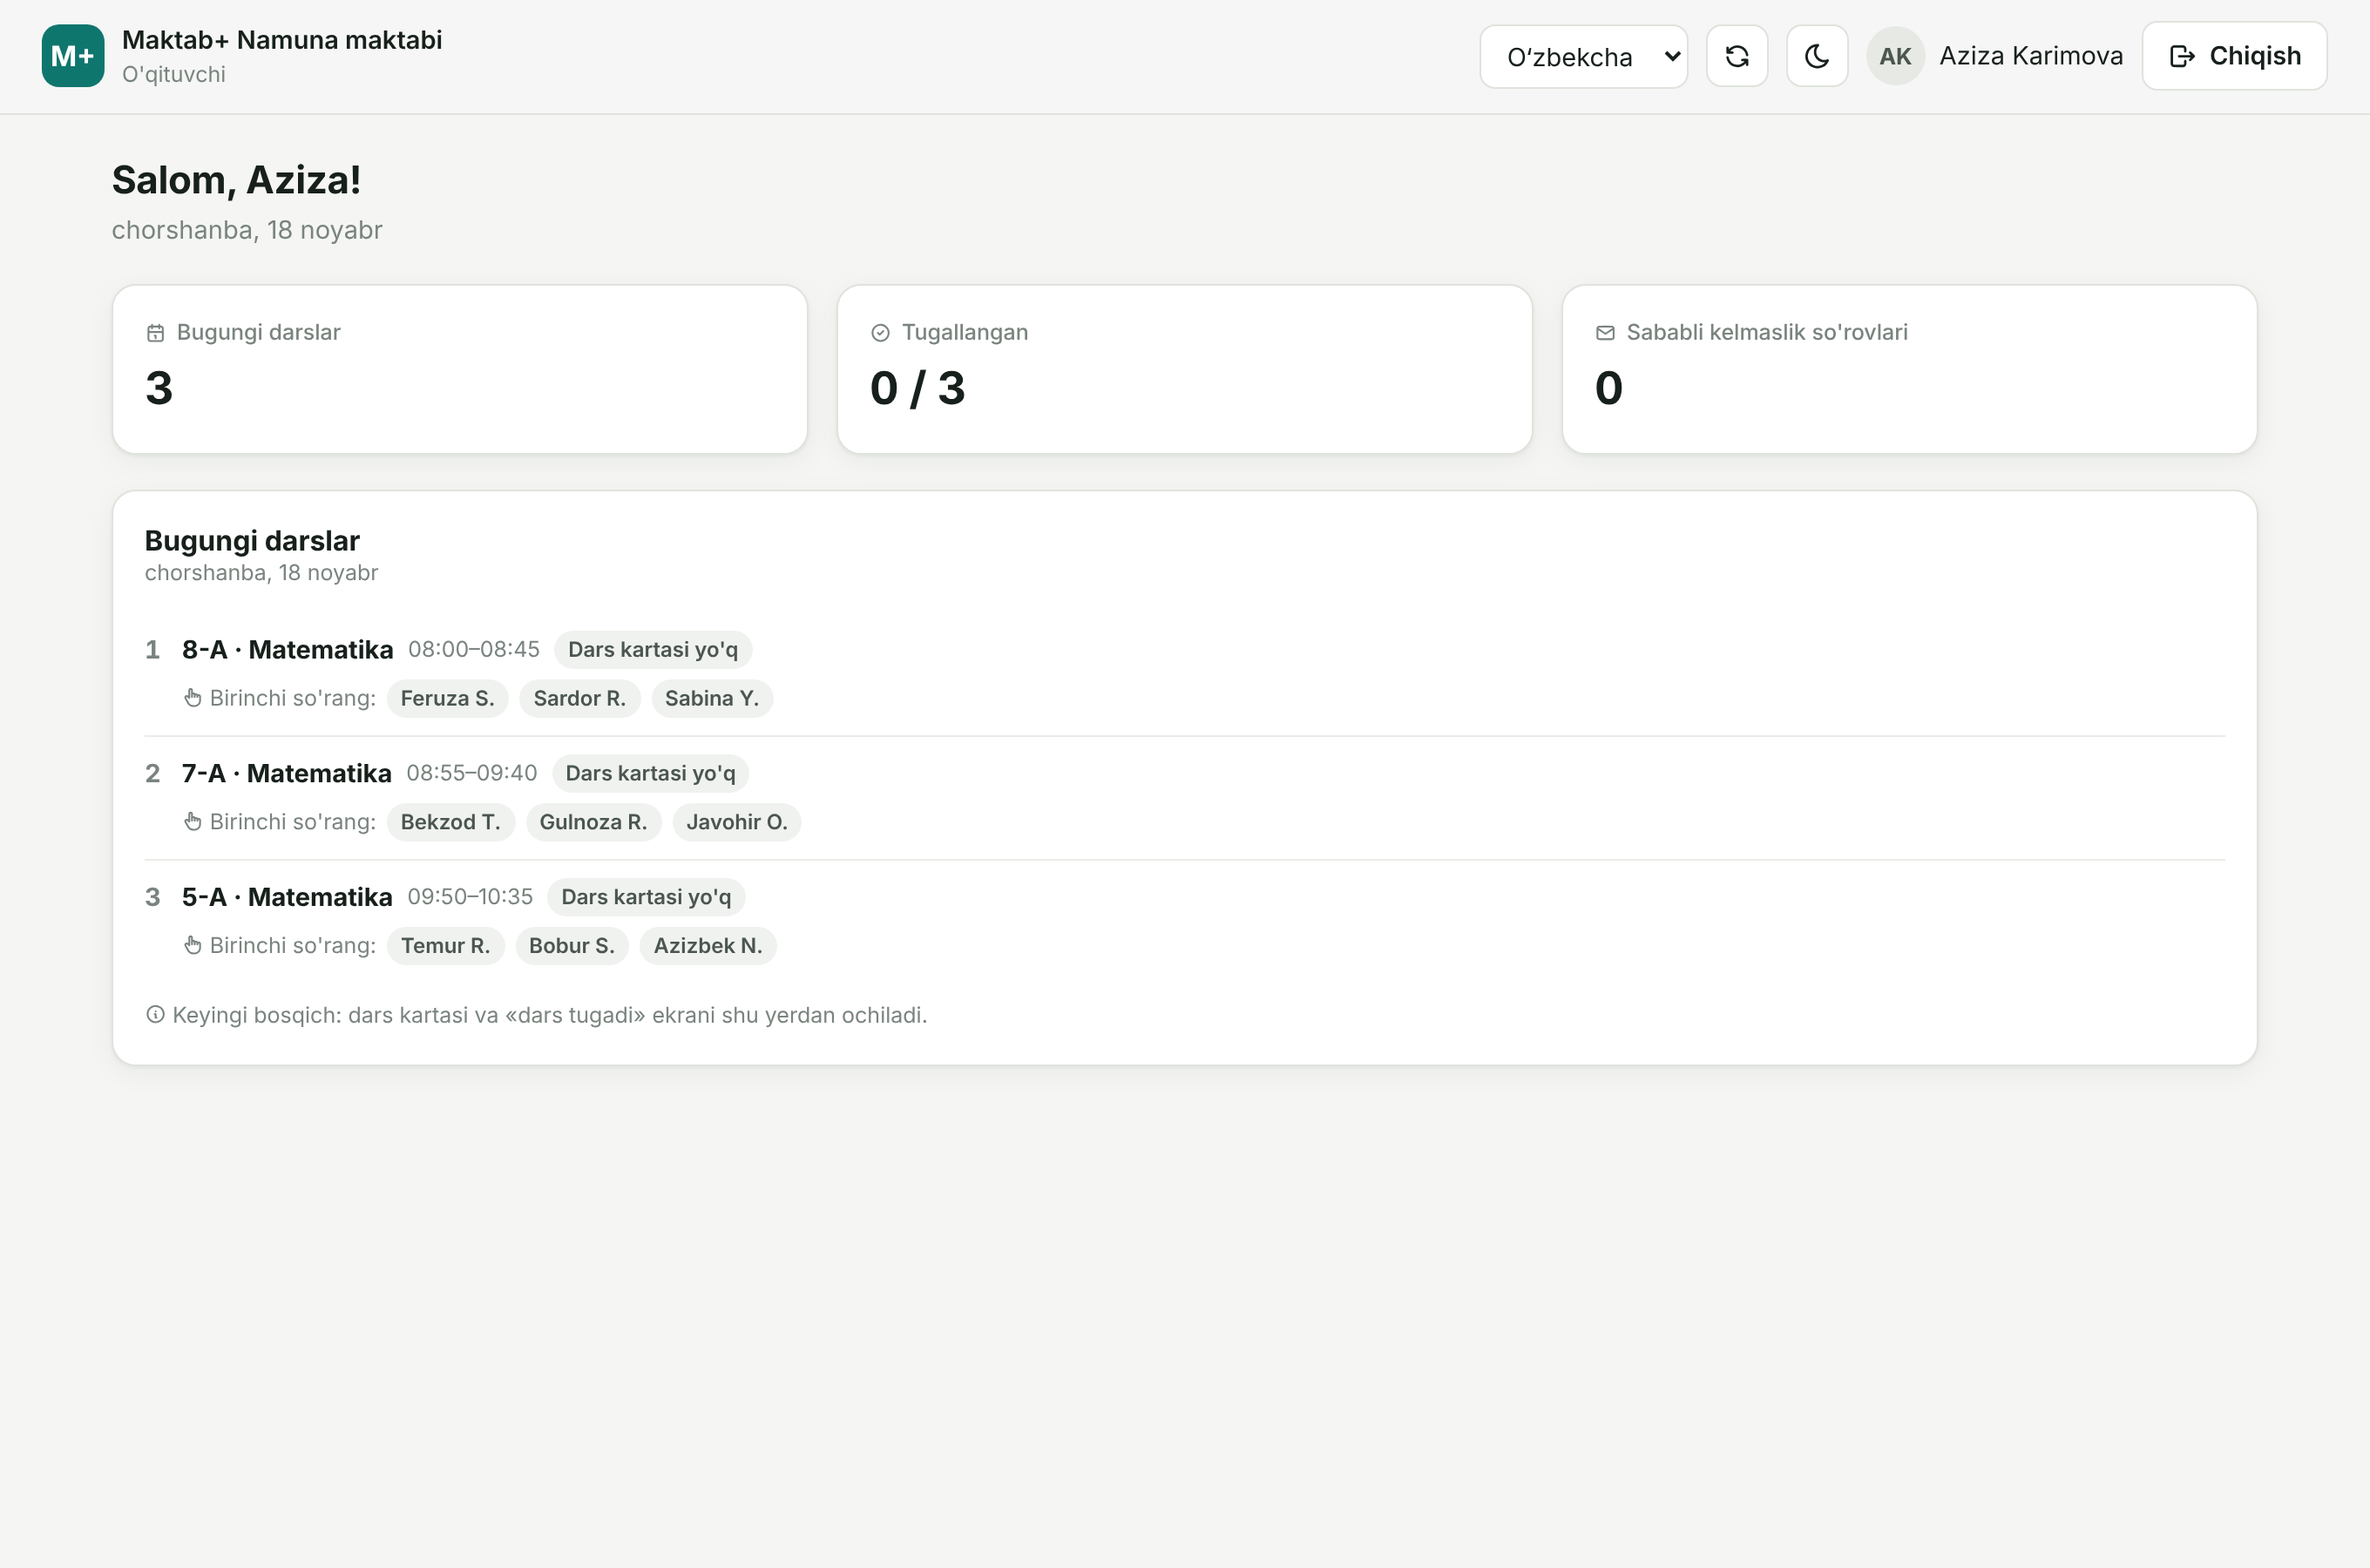 M+
Maktab+ Namuna maktabi
O'qituvchi
Oʻzbekcha
AK
Aziza Karimova
Chiqish
Salom, Aziza!
chorshanba, 18 noyabr
Bugungi darslar
3
Tugallangan
0 / 3
Sababli kelmaslik so'rovlari
0
Bugungi darslar
chorshanba, 18 noyabr
1 8-A · Matematika 08:00–08:45 Dars kartasi yo'q
Birinchi so'rang: Feruza S. Sardor R. Sabina Y.
2 7-A · Matematika 08:55–09:40 Dars kartasi yo'q
Birinchi so'rang: Bekzod T. Gulnoza R. Javohir O.
3 5-A · Matematika 09:50–10:35 Dars kartasi yo'q
Birinchi so'rang: Temur R. Bobur S. Azizbek N.
Keyingi bosqich: dars kartasi va «dars tugadi» ekrani shu yerdan ochiladi.